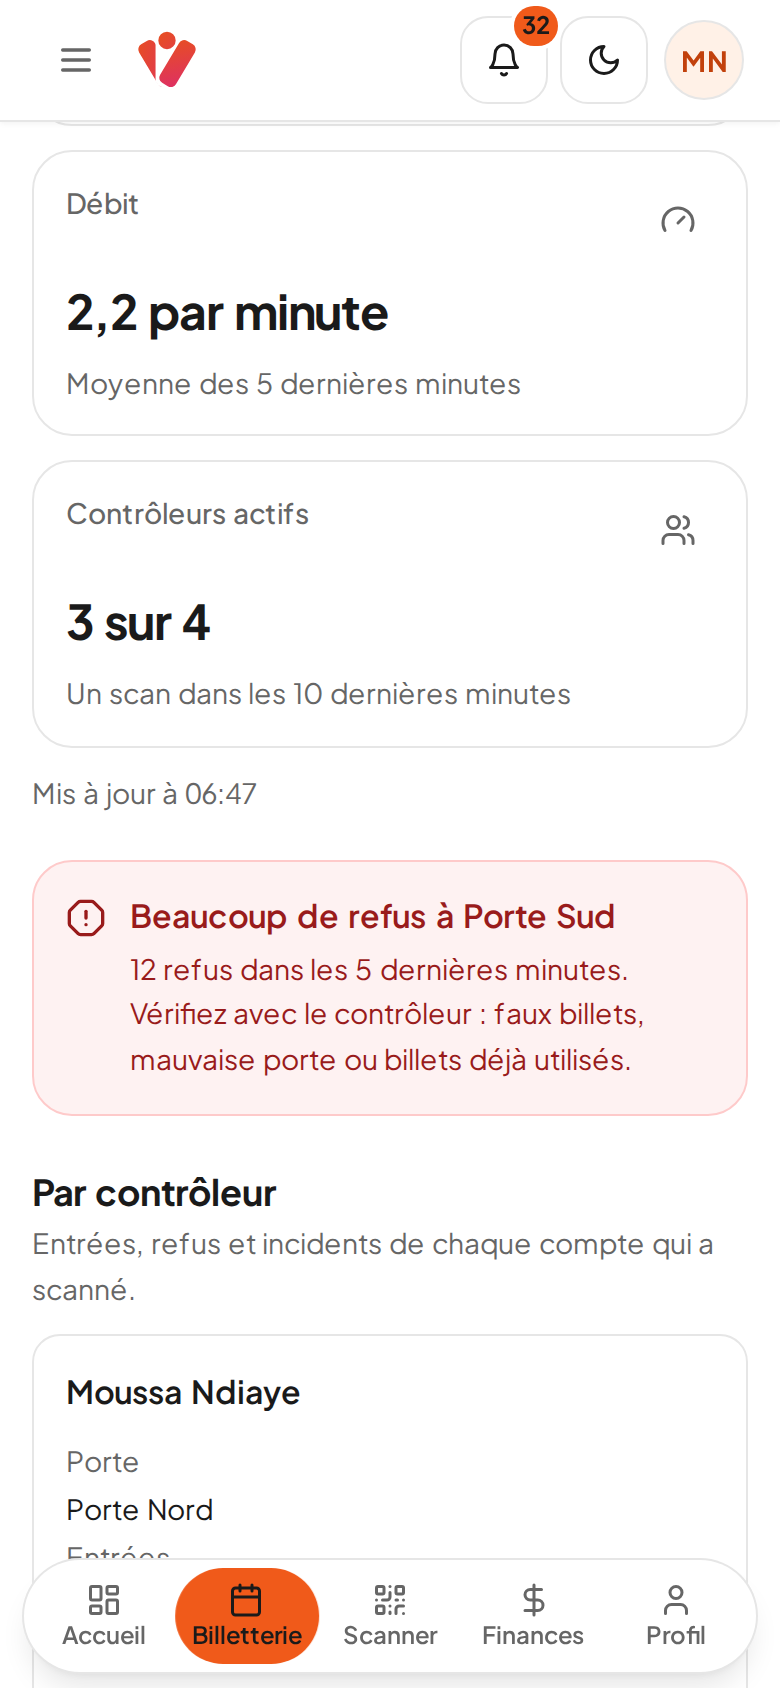 32
MN
Débit
2,2 par minute
Moyenne des 5 dernières minutes
Contrôleurs actifs
3 sur 4
Un scan dans les 10 dernières minutes
Mis à jour à 06:47
Beaucoup de refus à Porte Sud
12 refus dans les 5 dernières minutes.
Vérifiez avec le contrôleur : faux billets,
mauvaise porte ou billets déjà utilisés.
Par contrôleur
Entrées, refus et incidents de chaque compte qui a
scanné.
Moussa Ndiaye
Porte
Porte Nord
Entrées
Accueil
Billetterie
Scanner
Finances
Profil